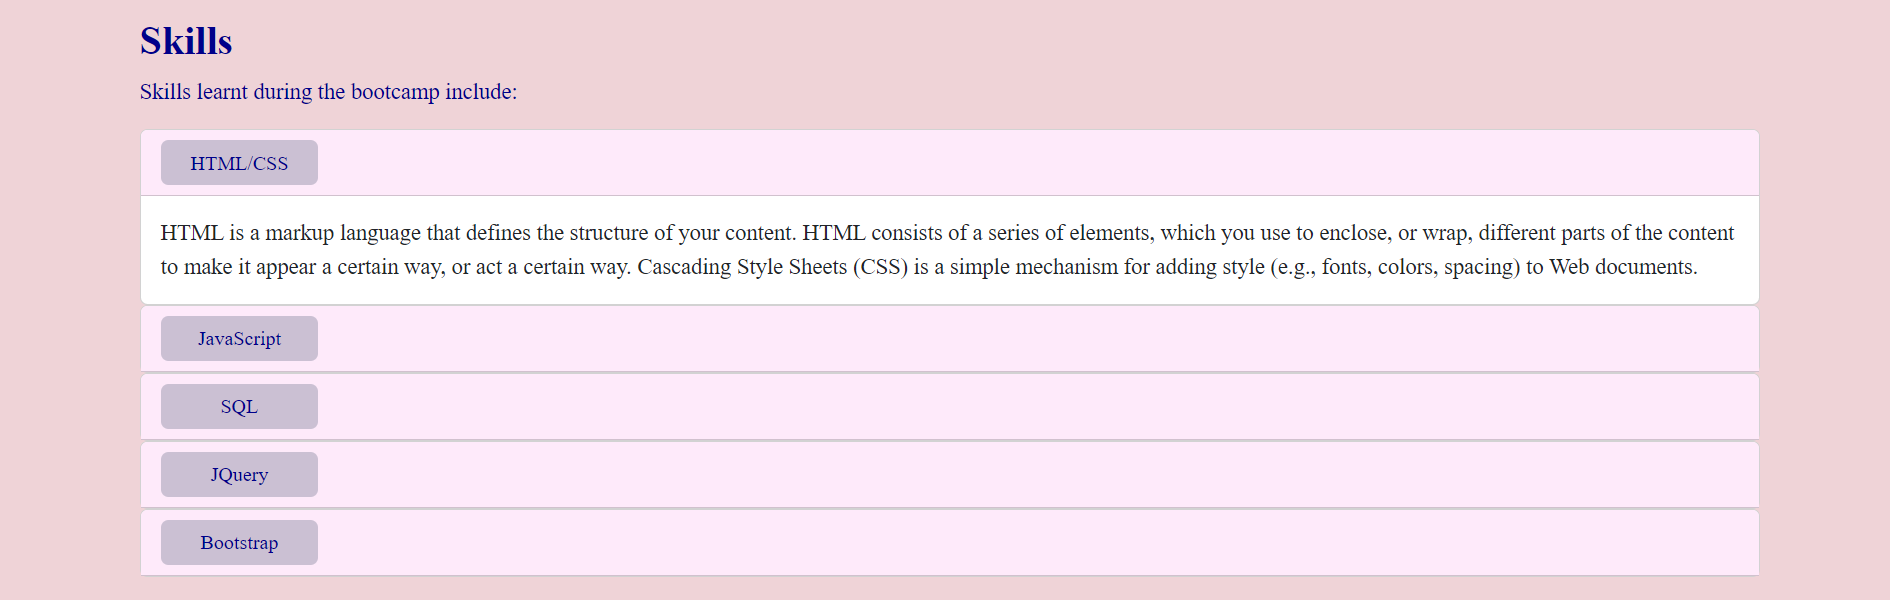 Skills
Skills learnt during the bootcamp include:
HTML/CSS
HTML is a markup language that defines the structure of your content. HTML consists of a series of elements, which you use to enclose, or wrap, different parts of the content
to make it appear a certain way, or act a certain way. Cascading Style Sheets (CSS) is a simple mechanism for adding style (e.g., fonts, colors, spacing) to Web documents.
JavaScript
SQL
JQuery
Bootstrap